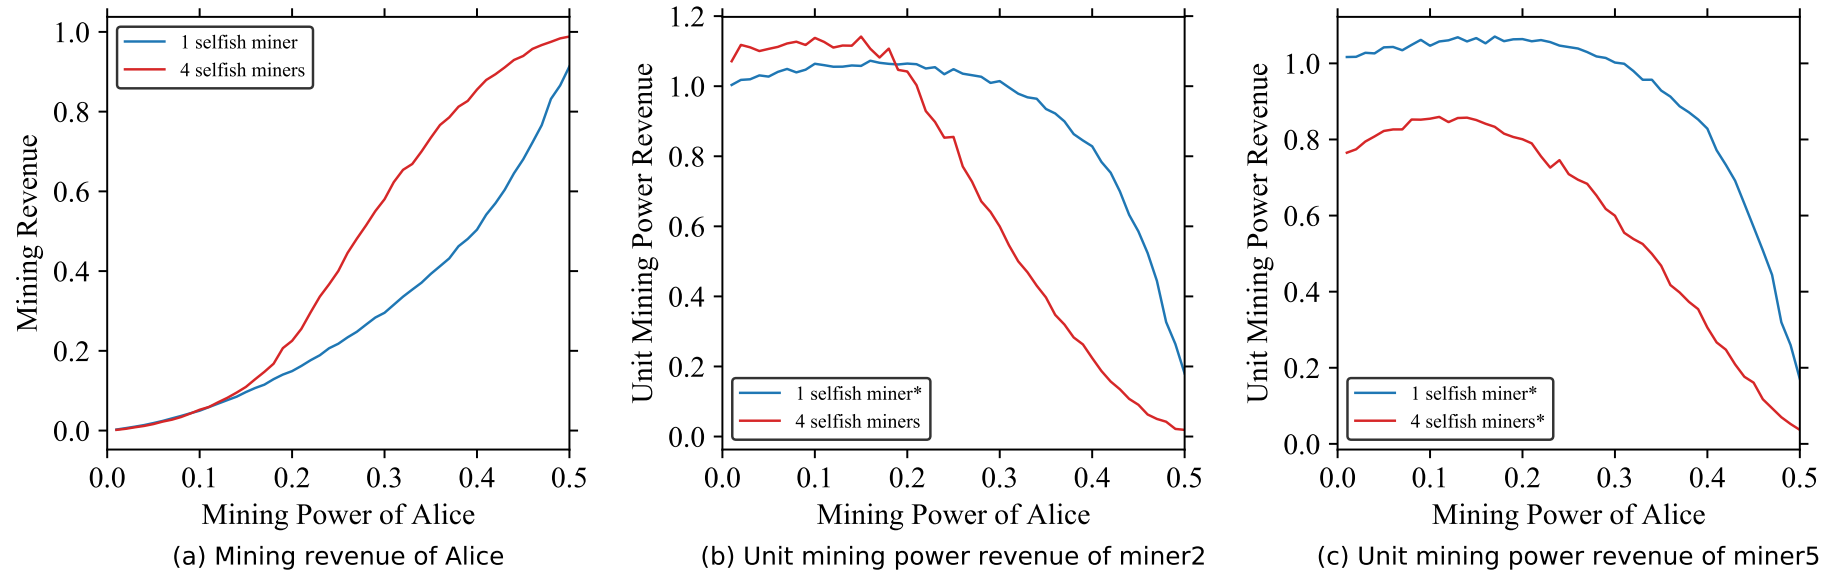 1.0
0.8
0.6
0.4
0.2
0.0
Mining Revenue
1 selfish miner
4 selfish miners
0.0 0.1 0.2 0.3 0.4 0.5
Mining Power of Alice
(a) Mining revenue of Alice
1.2
1.0
0.8
0.6
0.4
0.2
0.0
Unit Mining Power Revenue
1 selfish miner*
4 selfish miners
0.0 0.1 0.2 0.3 0.4 0.5
Mining Power of Alice
(b) Unit mining power revenue of miner2
1.0
0.8
0.6
0.4
0.2
0.0
Unit Mining Power Revenue
1 selfish miner*
4 selfish miners*
0.0 0.1 0.2 0.3 0.4 0.5
Mining Power of Alice
(c) Unit mining power revenue of miner5